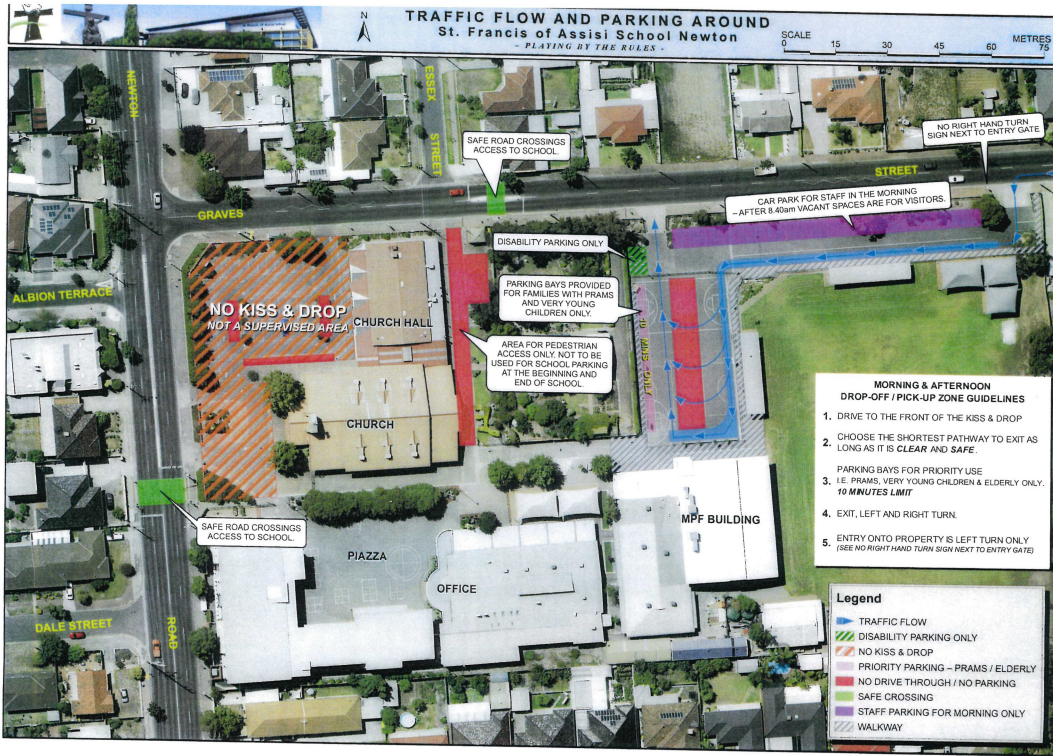 TRAFFIC FLOW AND PARKING AROUND
St. Francis of Assisi School Newton
- PLAYING BY THE RULES -
N
SCALE
METRES
0 15 30 45 60 75
NEWTON
ESSEX
STREET
SAFE ROAD CROSSINGS
ACCESS TO SCHOOL.
NO RIGHT HAND TURN
SIGN NEXT TO ENTRY GATE
STREET
GRAVES
CAR PARK FOR STAFF IN THE MORNING
– AFTER 8.40am VACANT SPACES ARE FOR VISITORS.
DISABILITY PARKING ONLY
PARKING BAYS PROVIDED
FOR FAMILIES WITH PRAMS
AND VERY YOUNG
CHILDREN ONLY.
10 MINS ONLY
ALBION TERRACE
NO KISS & DROP
NOT A SUPERVISED AREA
CHURCH HALL
AREA FOR PEDESTRIAN
ACCESS ONLY. NOT TO BE
USED FOR SCHOOL PARKING
AT THE BEGINNING AND
END OF SCHOOL.
CHURCH
MORNING & AFTERNOON
DROP-OFF / PICK-UP ZONE GUIDELINES
1. DRIVE TO THE FRONT OF THE KISS & DROP
2. CHOOSE THE SHORTEST PATHWAY TO EXIT AS
LONG AS IT IS CLEAR AND SAFE.
PARKING BAYS FOR PRIORITY USE
3. I.E. PRAMS, VERY YOUNG CHILDREN & ELDERLY ONLY.
10 MINUTES LIMIT
4. EXIT, LEFT AND RIGHT TURN.
5. ENTRY ONTO PROPERTY IS LEFT TURN ONLY
(SEE NO RIGHT HAND TURN SIGN NEXT TO ENTRY GATE)
SAFE ROAD CROSSINGS
ACCESS TO SCHOOL.
MPF BUILDING
PIAZZA
OFFICE
DALE STREET
ROAD
Legend
TRAFFIC FLOW
DISABILITY PARKING ONLY
NO KISS & DROP
PRIORITY PARKING – PRAMS / ELDERLY
NO DRIVE THROUGH / NO PARKING
SAFE CROSSING
STAFF PARKING FOR MORNING ONLY
WALKWAY